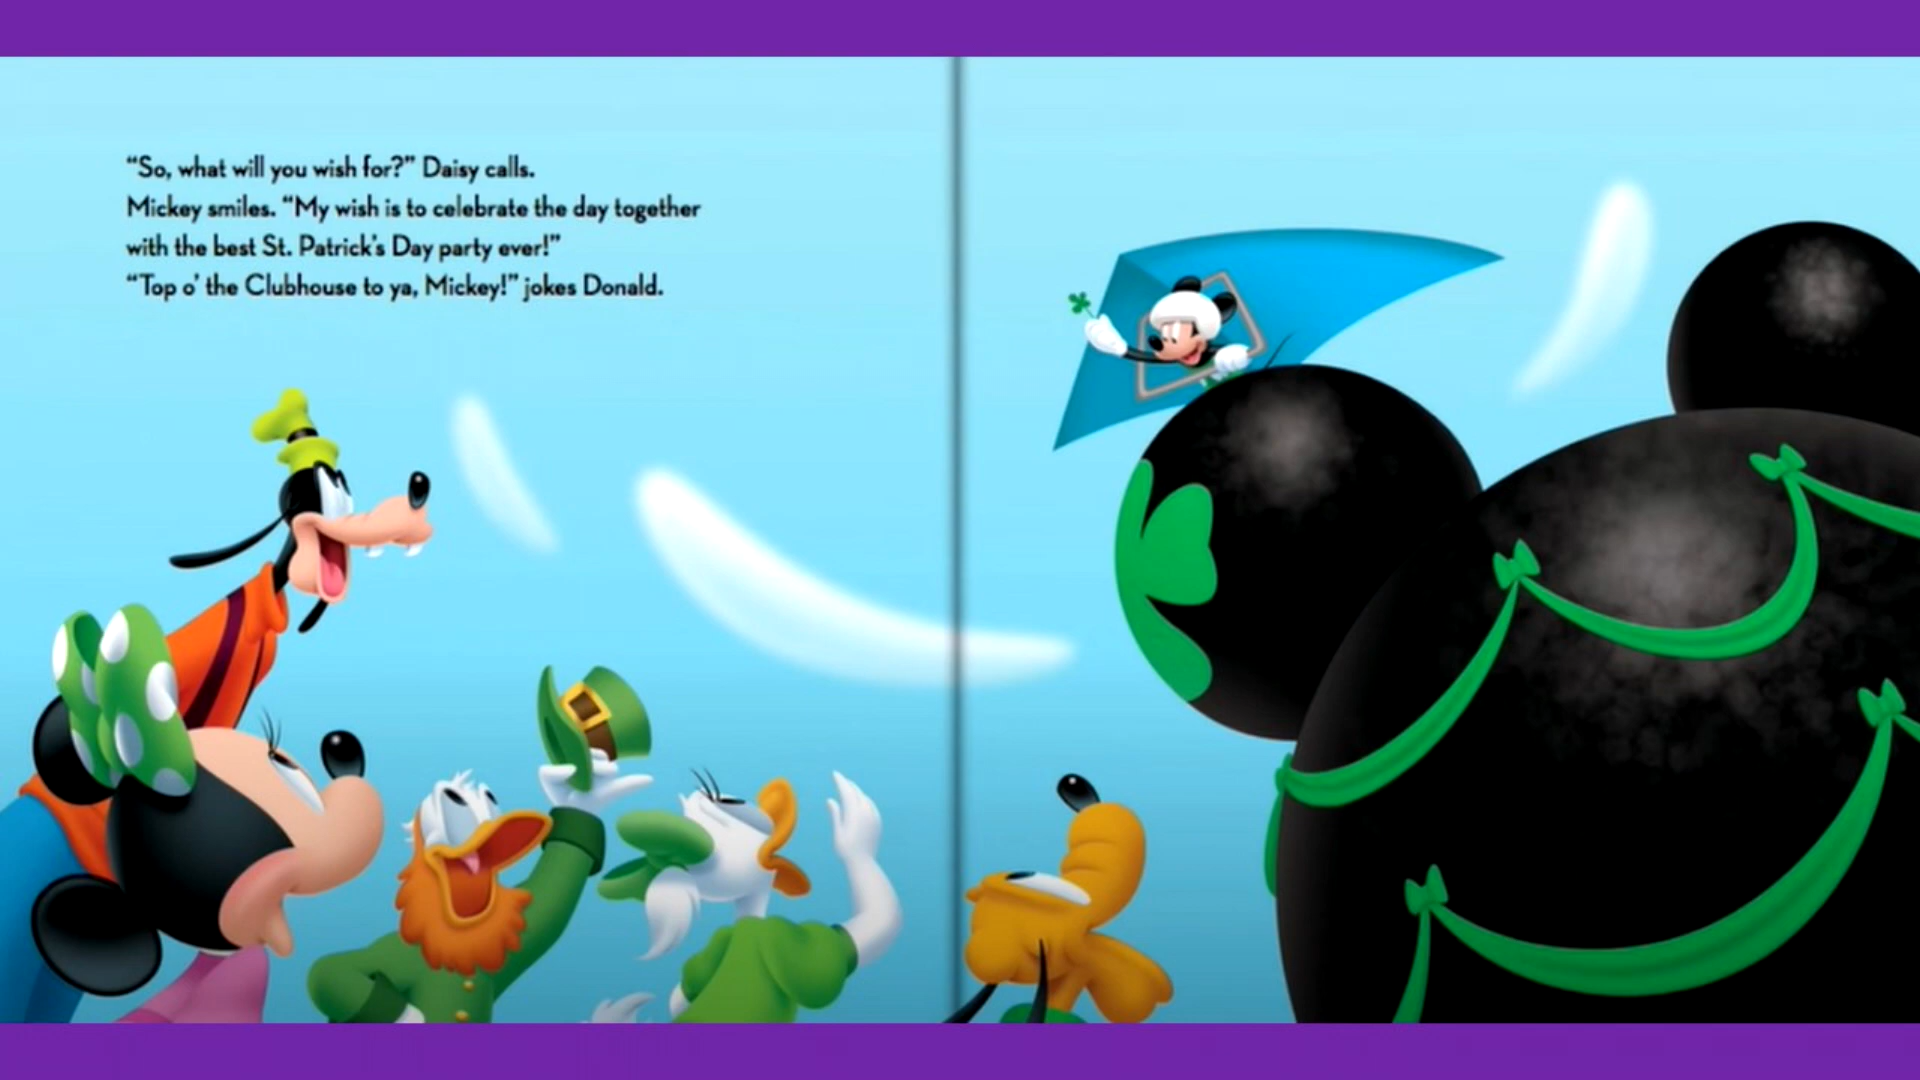 “So, what will you wish for?” Daisy calls.
Mickey smiles. “My wish is to celebrate the day together
with the best St. Patrick’s Day party ever!”
“Top o’ the Clubhouse to ya, Mickey!” jokes Donald.